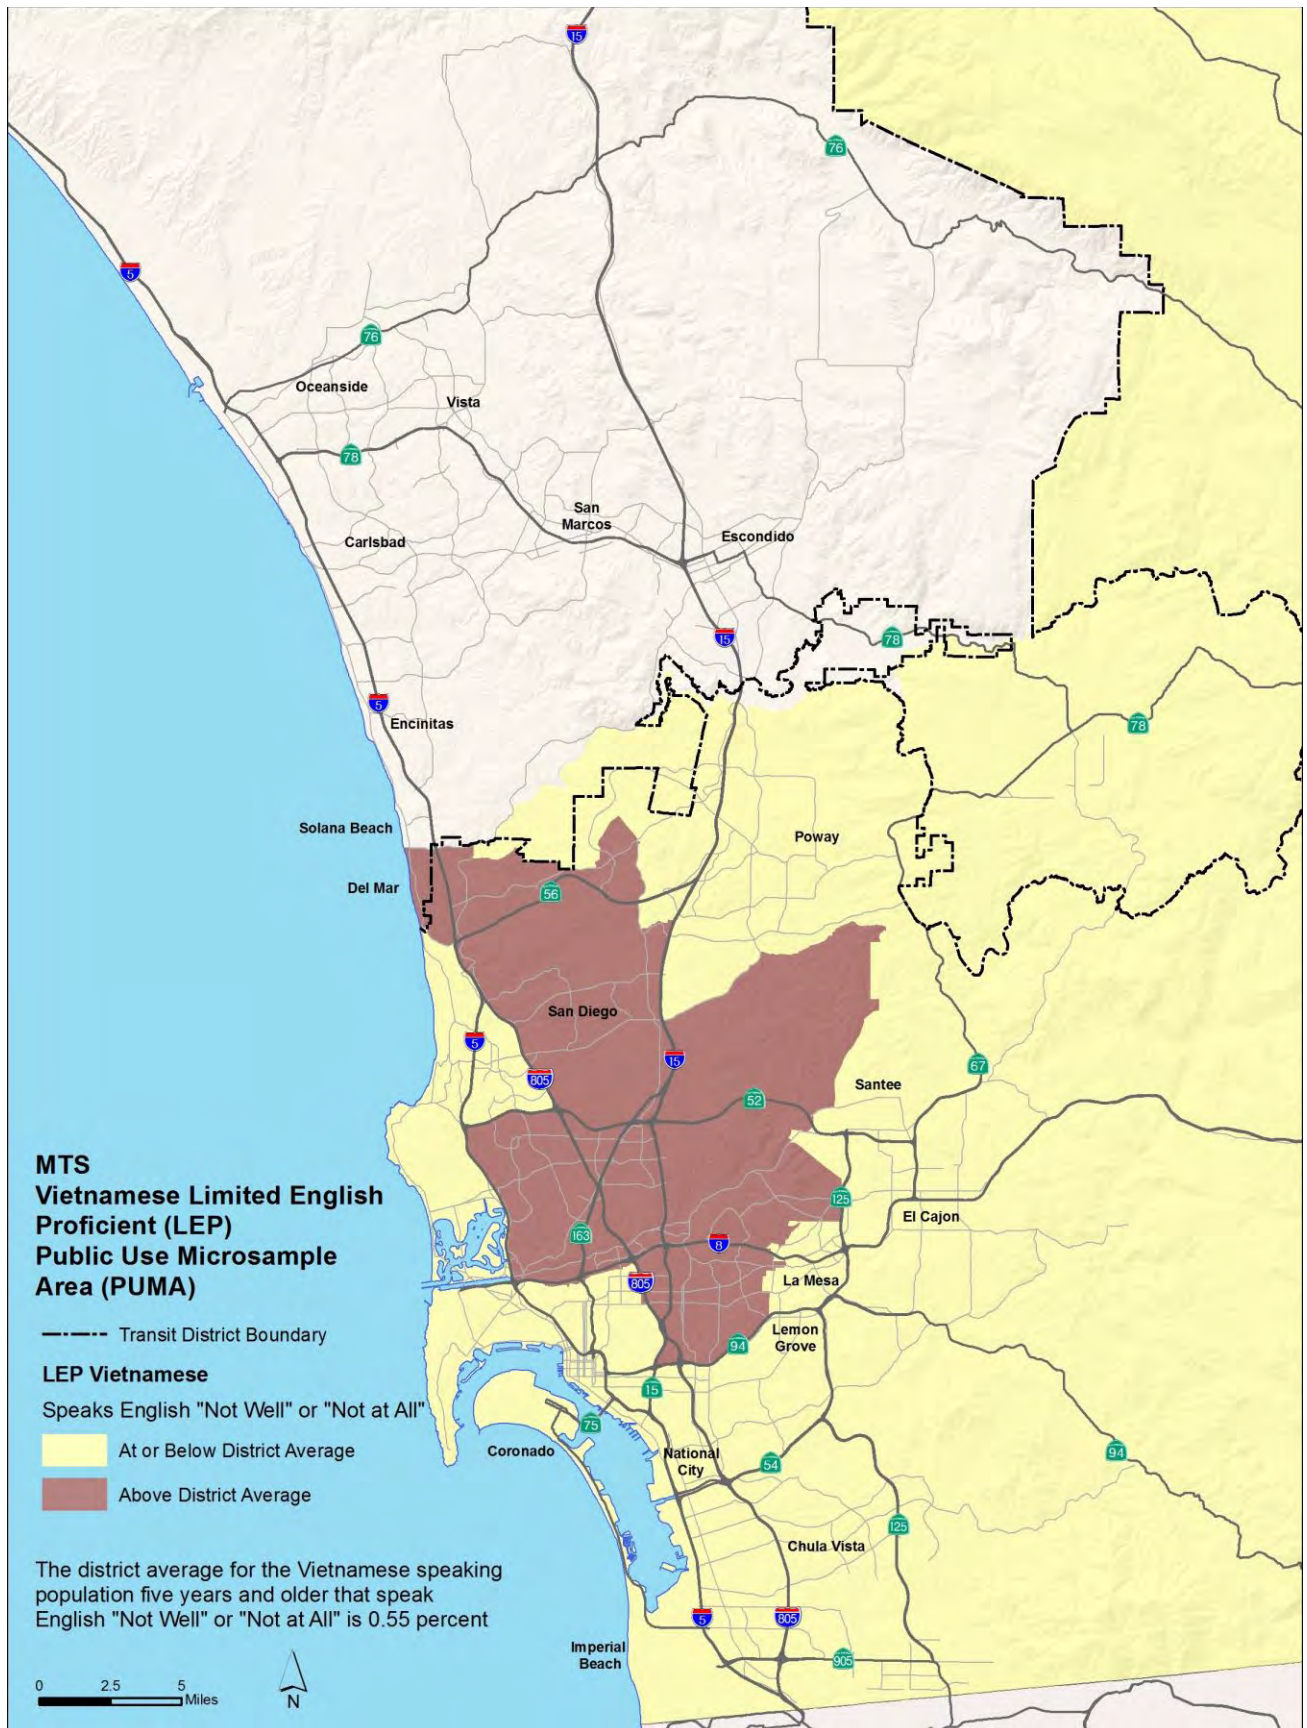 15
76
5
76
Oceanside
Vista
78
San
Marcos
Escondido
Carlsbad
15
78
5
Encinitas
78
Solana Beach
Poway
Del Mar
56
San Diego
5
15
67
805
Santee
52
MTS
Vietnamese Limited English
Proficient (LEP)
Public Use Microsample
Area (PUMA)
125
El Cajon
163
8
805
La Mesa
Transit District Boundary
Lemon
Grove
94
LEP Vietnamese
15
Speaks English "Not Well" or "Not at All"
75
At or Below District Average
Coronado
National
City
54
94
Above District Average
125
Chula Vista
The district average for the Vietnamese speaking
population five years and older that speak
English "Not Well" or "Not at All" is 0.55 percent
5
805
Imperial
Beach
905
0 2.5 5
Miles
N